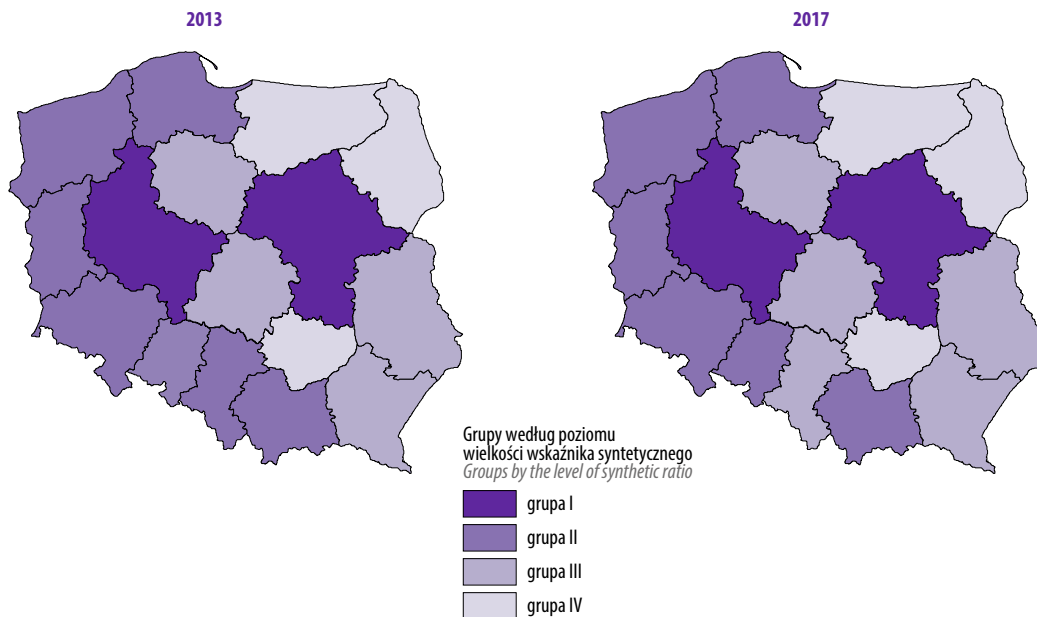 2013
2017
Grupy według poziomu
wielkości wskaźnika syntetycznego
Groups by the level of synthetic ratio
grupa I
grupa II
grupa III
grupa IV